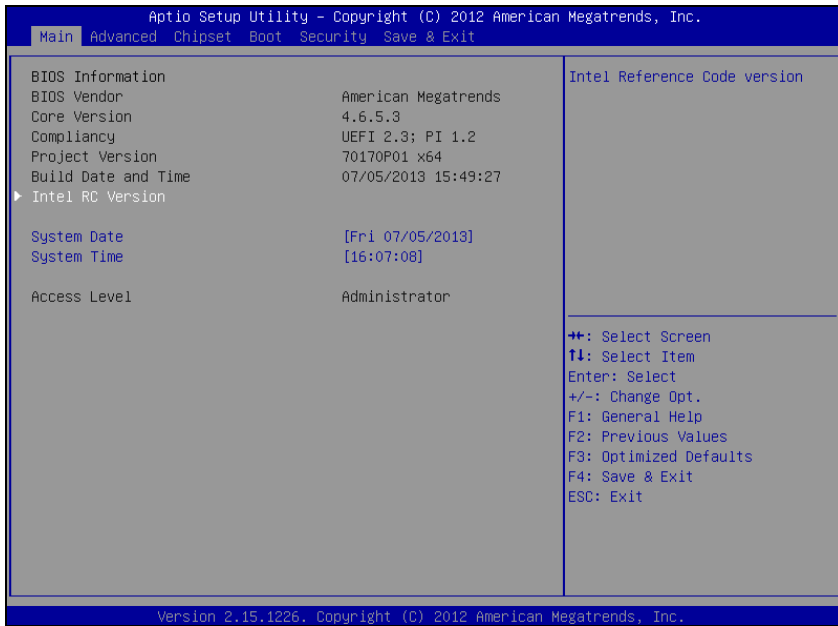 Aptio Setup Utility – Copyright (C) 2012 American Megatrends, Inc.
Main Advanced Chipset Boot Security Save & Exit
BIOS Information
BIOS Vendor American Megatrends
Core Version 4.6.5.3
Compliancy UEFI 2.3; PI 1.2
Project Version 70170P01 x64
Build Date and Time 07/05/2013 15:49:27
Intel RC Version
System Date [Fri 07/05/2013]
System Time [16:07:08]
Access Level Administrator
Intel Reference Code version
→←: Select Screen
↑↓: Select Item
Enter: Select
+/-: Change Opt.
F1: General Help
F2: Previous Values
F3: Optimized Defaults
F4: Save & Exit
ESC: Exit
Version 2.15.1226. Copyright (C) 2012 American Megatrends, Inc.